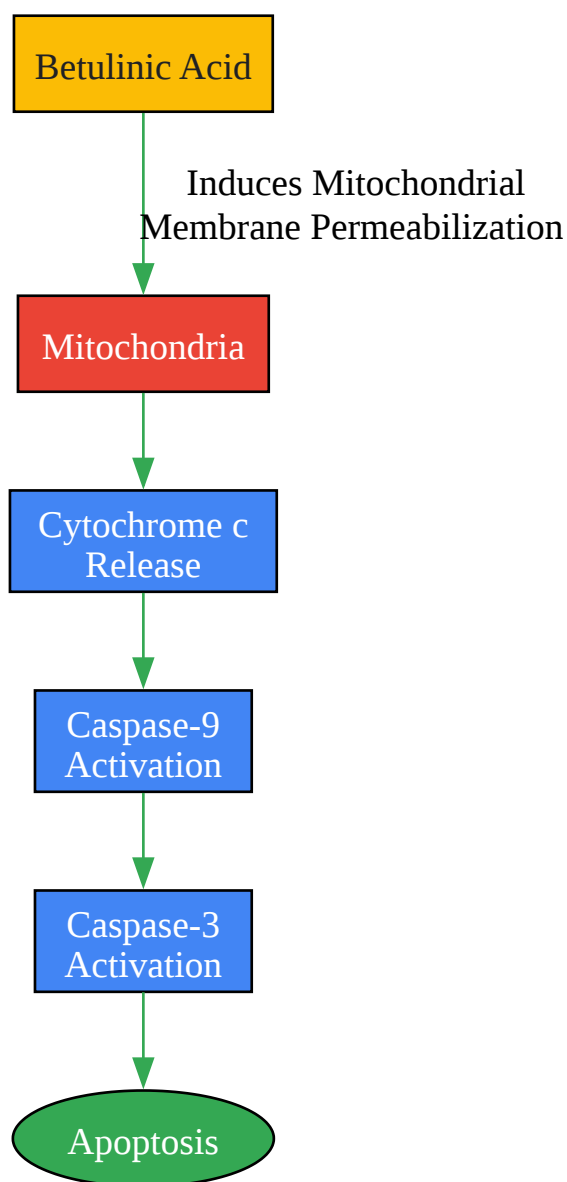 Betulinic Acid
Induces Mitochondrial
Membrane Permeabilization
Mitochondria
Cytochrome c
Release
Caspase-9
Activation
Caspase-3
Activation
Apoptosis